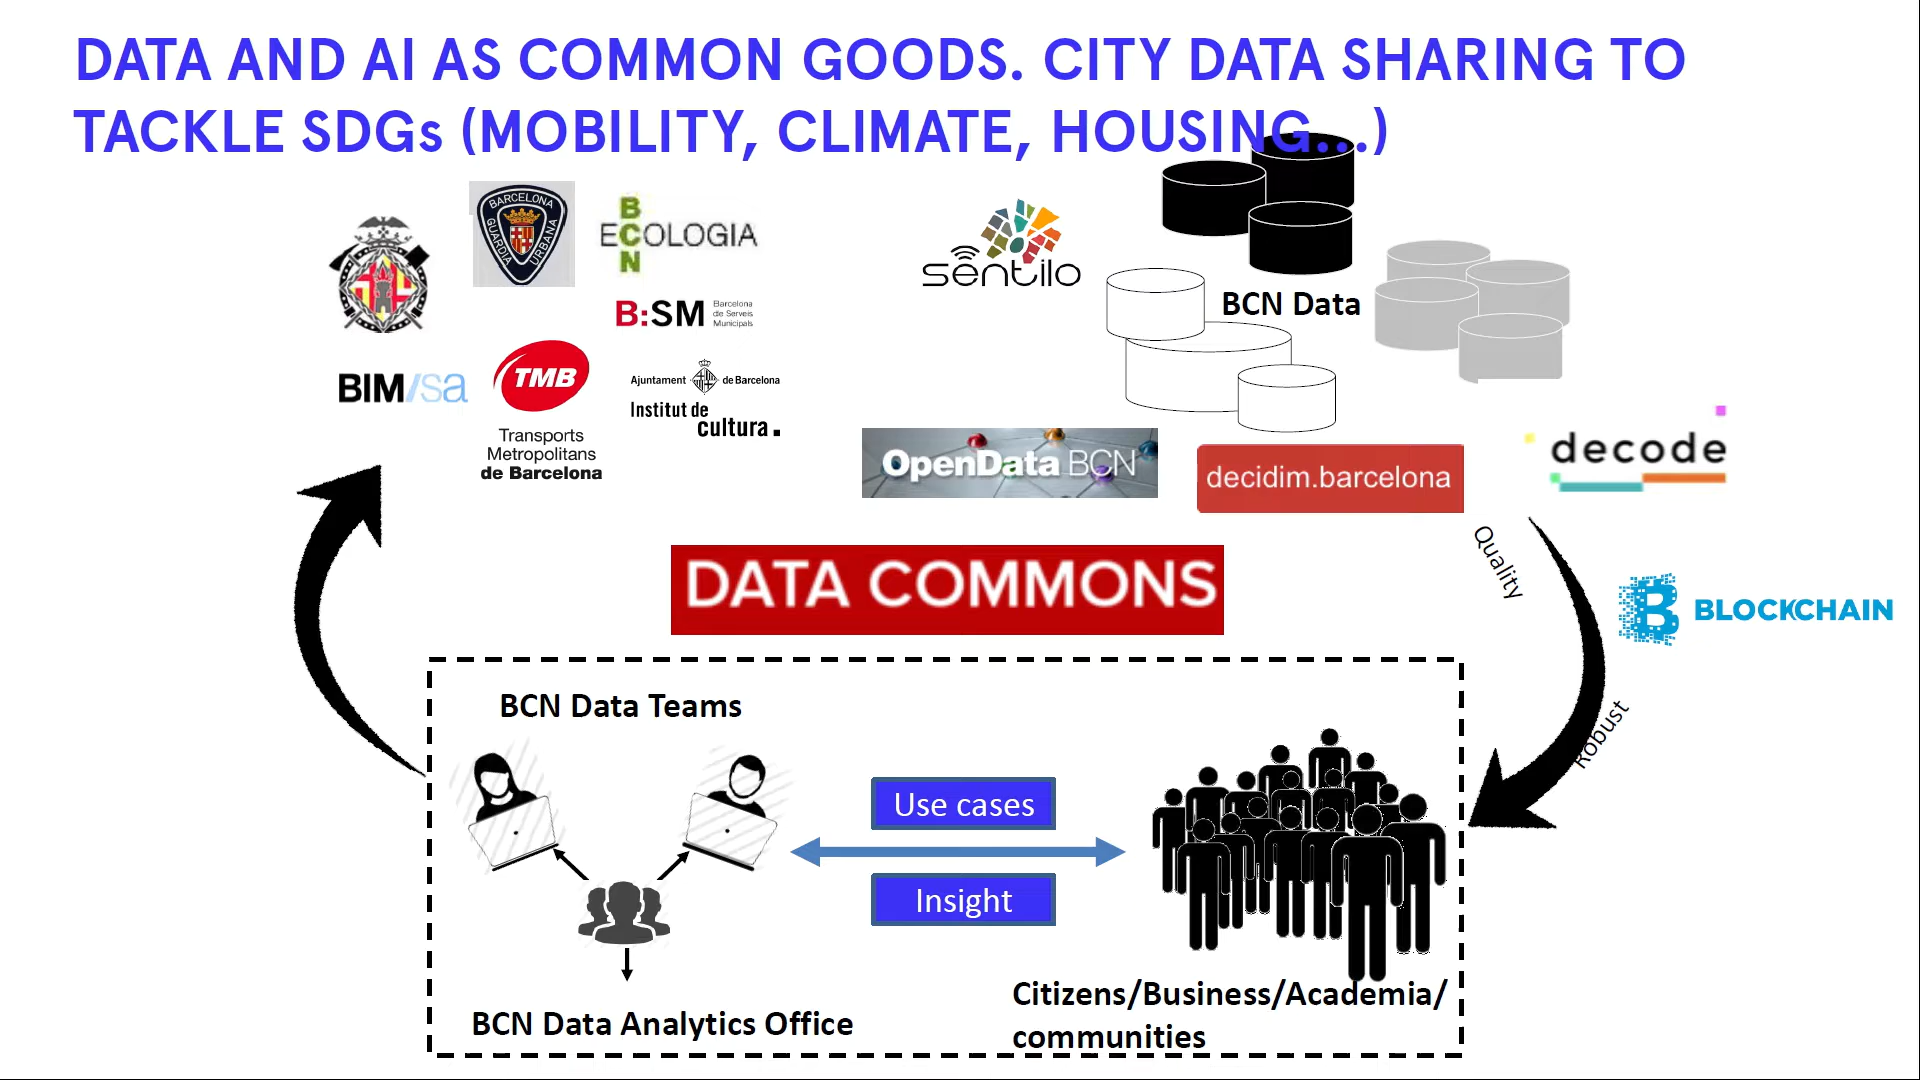 DATA AND AI AS COMMON GOODS. CITY DATA SHARING TO
TACKLE SDGs (MOBILITY, CLIMATE, HOUSING...)
BARCELONA
GUARDIA URBANA
BCN
ECOLOGIA
B:SM
Barcelona
de Serveis
Municipals
BIM/sa
TMB
Transports
Metropolitans
de Barcelona
Ajuntament de Barcelona
Institut de
cultura.
sentilo
BCN Data
OpenData BCN
decidim.barcelona
decode
Quality
BLOCKCHAIN
Robust
DATA COMMONS
BCN Data Teams
Use cases
Insight
BCN Data Analytics Office
Citizens/Business/Academia/
communities